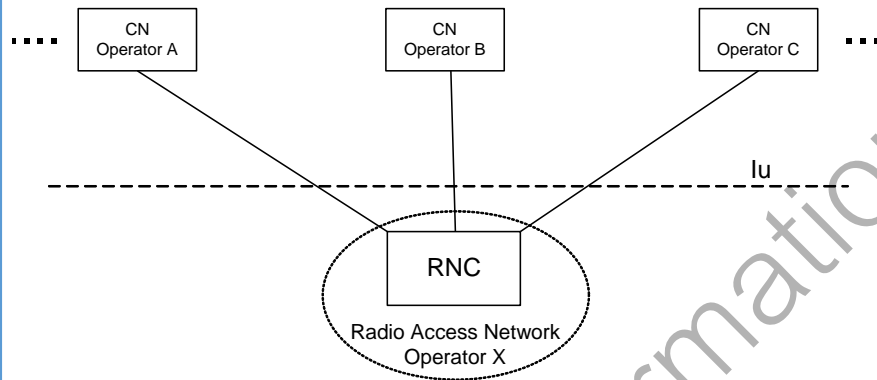 CN
Operator A
CN
Operator B
CN
Operator C
Iu
RNC
Radio Access Network
Operator X